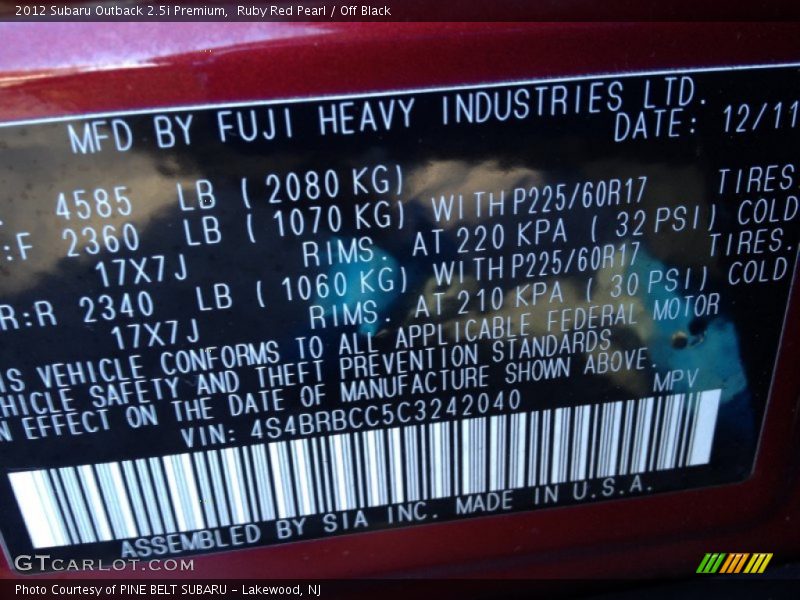 2012 Subaru Outback 2.5i Premium, Ruby Red Pearl / Off Black
MFD BY FUJI HEAVY INDUSTRIES LTD.
DATE: 12/11
4585 LB ( 2080 KG)
:F 2360 LB ( 1070 KG) WITH P225/60R17 TIRES
17X7J RIMS. AT 220 KPA ( 32 PSI) COLD
R:R 2340 LB ( 1060 KG) WITH P225/60R17 TIRES.
17X7J RIMS. AT 210 KPA ( 30 PSI) COLD
IS VEHICLE CONFORMS TO ALL APPLICABLE FEDERAL MOTOR
HICLE SAFETY AND THEFT PREVENTION STANDARDS
N EFFECT ON THE DATE OF MANUFACTURE SHOWN ABOVE.
VIN: 4S4BRBCC5C3242040 MPV
ASSEMBLED BY SIA INC. MADE IN U.S.A.
GTCARLOT.COM
Photo Courtesy of PINE BELT SUBARU - Lakewood, NJ